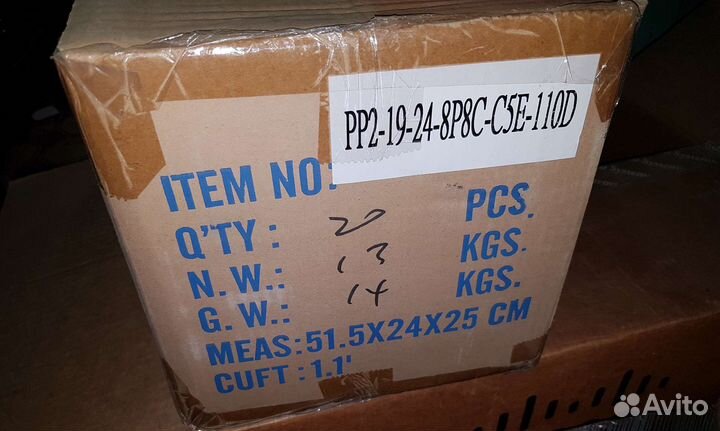 PP2-19-24-8P8C-C5E-110D
ITEM NO:
Q'TY: 20 PCS.
N.W.: 13 KGS.
G.W.: 14 KGS.
MEAS:51.5X24X25 CM
CUFT:1.1'
Avito